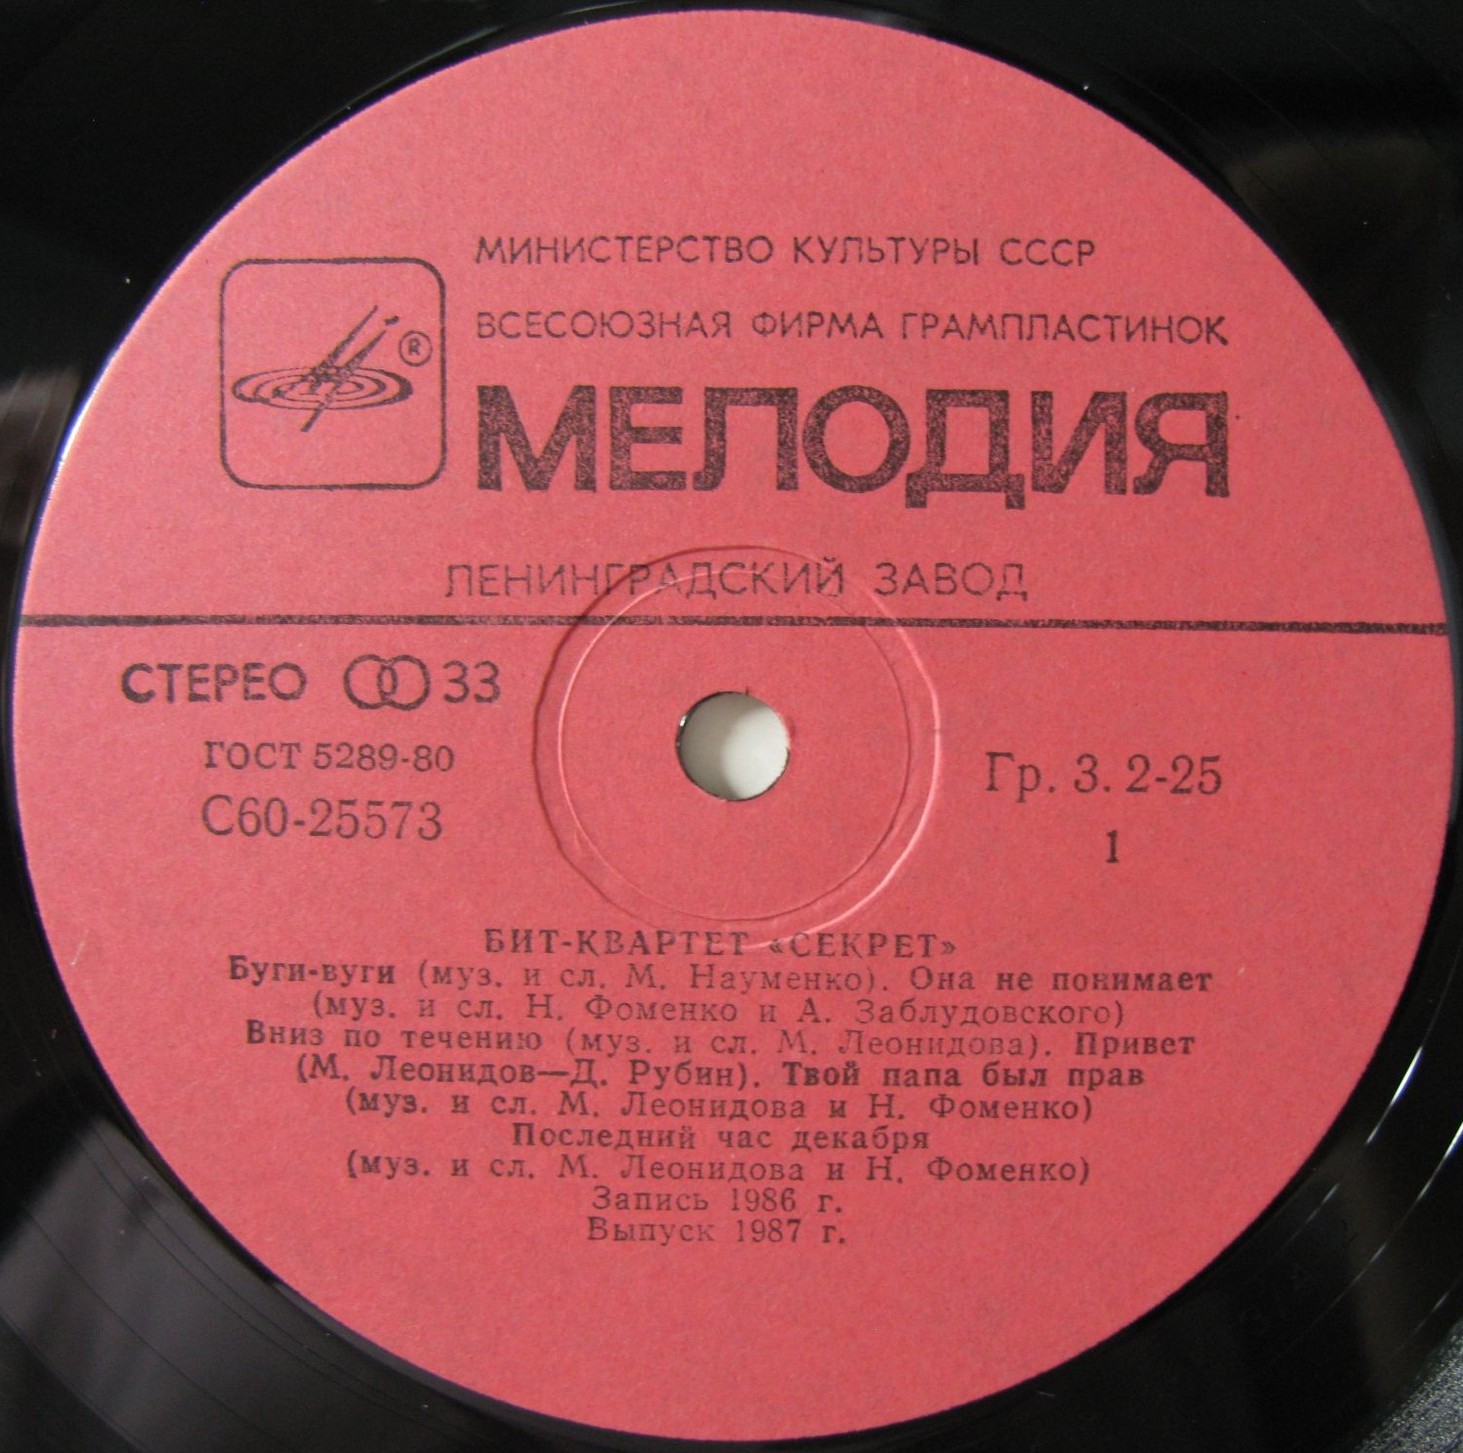 МИНИСТЕРСТВО КУЛЬТУРЫ СССР
ВСЕСОЮЗНАЯ ФИРМА ГРАМПЛАСТИНОК
®
МЕЛОДИЯ
ЛЕНИНГРАДСКИЙ ЗАВОД
СТЕРЕО 33
ГОСТ 5289-80
С60-25573
Гр. 3. 2-25
1
БИТ-КВАРТЕТ «СЕКРЕТ»
Буги-вуги (муз. и сл. М. Науменко). Она не понимает
(муз. и сл. Н. Фоменко и А. Заблудовского)
Вниз по течению (муз. и сл. М. Леонидова). Привет
(М. Леонидов—Д. Рубин). Твой папа был прав
(муз. и сл. М. Леонидова и Н. Фоменко)
Последний час декабря
(муз. и сл. М. Леонидова и Н. Фоменко)
Запись 1986 г.
Выпуск 1987 г.